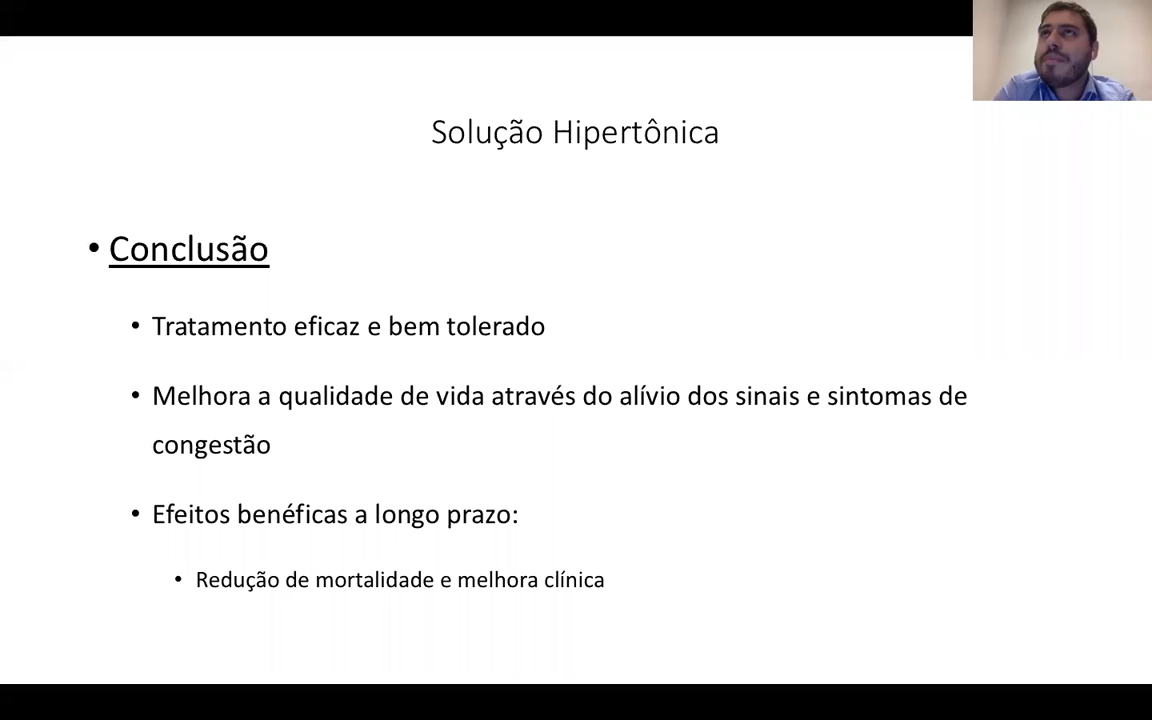 Solução Hipertônica
• Conclusão
• Tratamento eficaz e bem tolerado
• Melhora a qualidade de vida através do alívio dos sinais e sintomas de
congestão
• Efeitos benéficas a longo prazo:
• Redução de mortalidade e melhora clínica